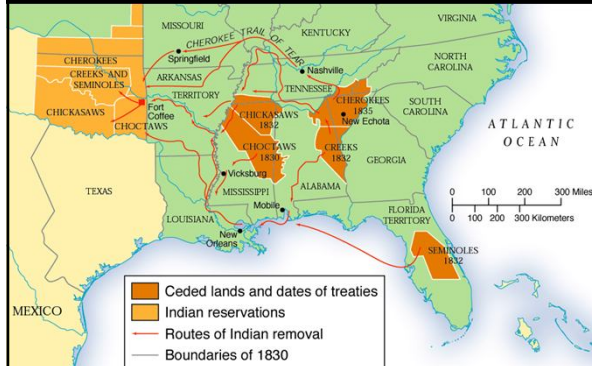 MISSOURI
KENTUCKY
VIRGINIA
CHEROKEE TRAIL OF TEAR
Springfield
CHEROKEES
CREEKS AND
SEMINOLES
ARKANSAS
TERRITORY
Nashville
TENNESSEE
NORTH
CAROLINA
CHICKASAWS
Fort
Coffee
CHOCTAWS
CHICKASAWS
1832
CHEROKEES
1835
New Echota
SOUTH
CAROLINA
ATLANTIC
OCEAN
CHOCTAWS
1830
CREEKS
1832
GEORGIA
TEXAS
Vicksburg
MISSISSIPPI
ALABAMA
0 100 200 300 Miles
0 100 200 300 Kilometers
LOUISIANA
Mobile
FLORIDA
TERRITORY
New
Orleans
SEMINOLES
1832
MEXICO
Ceded lands and dates of treaties
Indian reservations
Routes of Indian removal
Boundaries of 1830